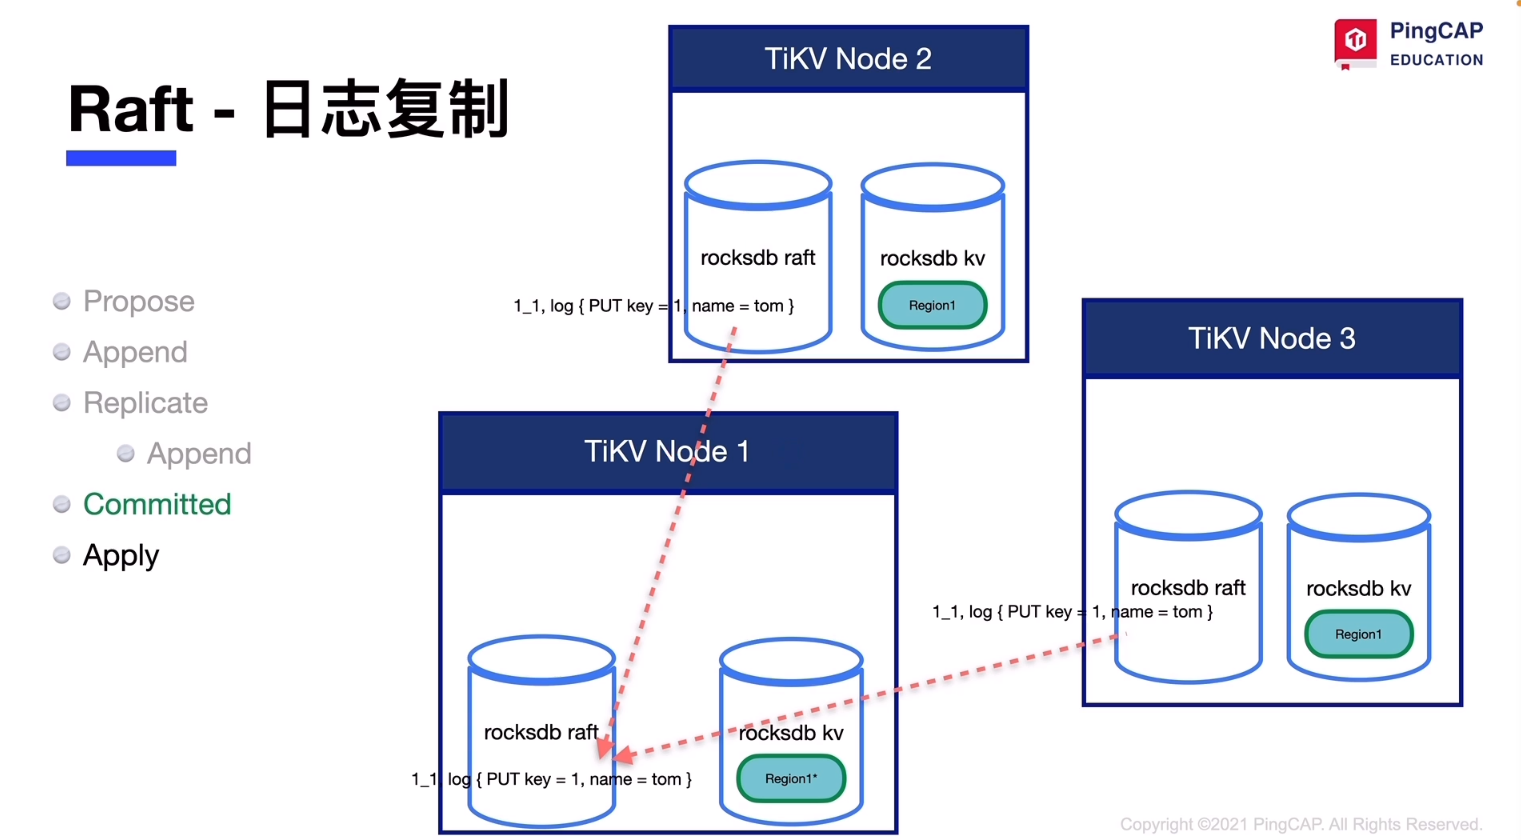 PingCAP
EDUCATION
Raft - 日志复制
Propose
Append
Replicate
Append
Committed
Apply
TiKV Node 2
rocksdb raft
rocksdb kv
1_1, log { PUT key = 1, name = tom }
Region1
TiKV Node 3
rocksdb raft
rocksdb kv
1_1, log { PUT key = 1, name = tom }
Region1
TiKV Node 1
rocksdb raft
rocksdb kv
1_1, log { PUT key = 1, name = tom }
Region1*
Copyright ©2021 PingCAP. All Rights Reserved.